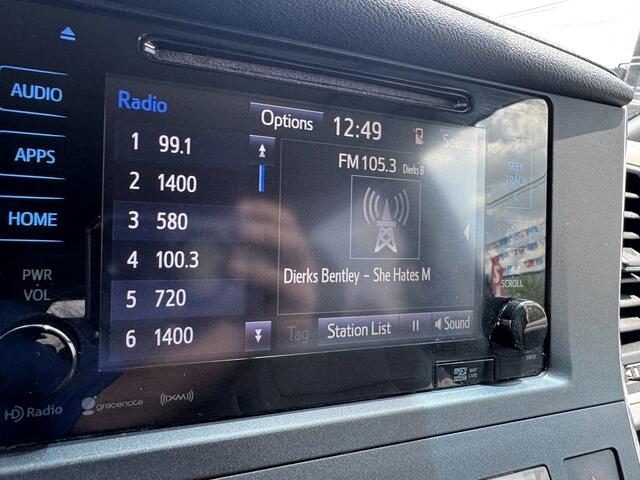 AUDIO
APPS
HOME
PWR
VOL
HD Radio
gracenote
((XM))
Radio
Options
12:49
Source
1 99.1
2 1400
3 580
4 100.3
5 720
6 1400
FM 105.3 Dierks B
Dierks Bentley - She Hates M
Tag
Station List
Sound
SEEK
TRACK
SCROLL